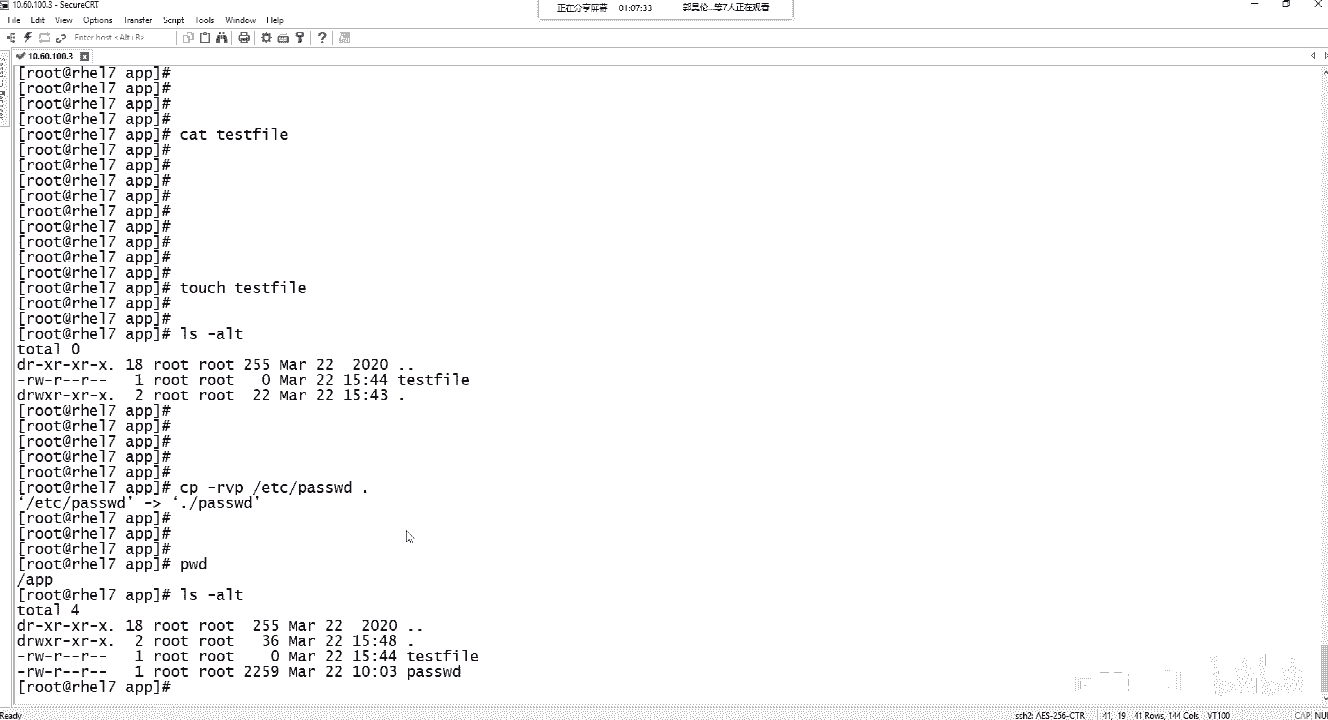 10.60.100.3 - SecureCRT
正在分享屏幕 01:07:33 等7人正在观看
File Edit View Options Transfer Script Tools Window Help
Enter host <Alt+R>
10.60.100.3
[root@rhel7 app]#
[root@rhel7 app]#
[root@rhel7 app]#
[root@rhel7 app]#
[root@rhel7 app]# cat testfile
[root@rhel7 app]#
[root@rhel7 app]#
[root@rhel7 app]#
[root@rhel7 app]#
[root@rhel7 app]#
[root@rhel7 app]#
[root@rhel7 app]#
[root@rhel7 app]#
[root@rhel7 app]#
[root@rhel7 app]# touch testfile
[root@rhel7 app]#
[root@rhel7 app]#
[root@rhel7 app]# ls -alt
total 0
dr-xr-xr-x. 18 root root 255 Mar 22  2020 ..
-rw-r--r--   1 root root   0 Mar 22 15:44 testfile
drwxr-xr-x.  2 root root  22 Mar 22 15:43 .
[root@rhel7 app]#
[root@rhel7 app]#
[root@rhel7 app]#
[root@rhel7 app]#
[root@rhel7 app]#
[root@rhel7 app]# cp -rvp /etc/passwd .
‘/etc/passwd’ -> ‘./passwd’
[root@rhel7 app]#
[root@rhel7 app]#
[root@rhel7 app]#
[root@rhel7 app]# pwd
/app
[root@rhel7 app]# ls -alt
total 4
dr-xr-xr-x. 18 root root  255 Mar 22  2020 ..
drwxr-xr-x.  2 root root   36 Mar 22 15:48 .
-rw-r--r--   1 root root    0 Mar 22 15:44 testfile
-rw-r--r--   1 root root 2259 Mar 22 10:03 passwd
[root@rhel7 app]#
Ready ssh2: AES-256-CTR 41, 19 41 Rows, 144 Cols VT100 CAP NU